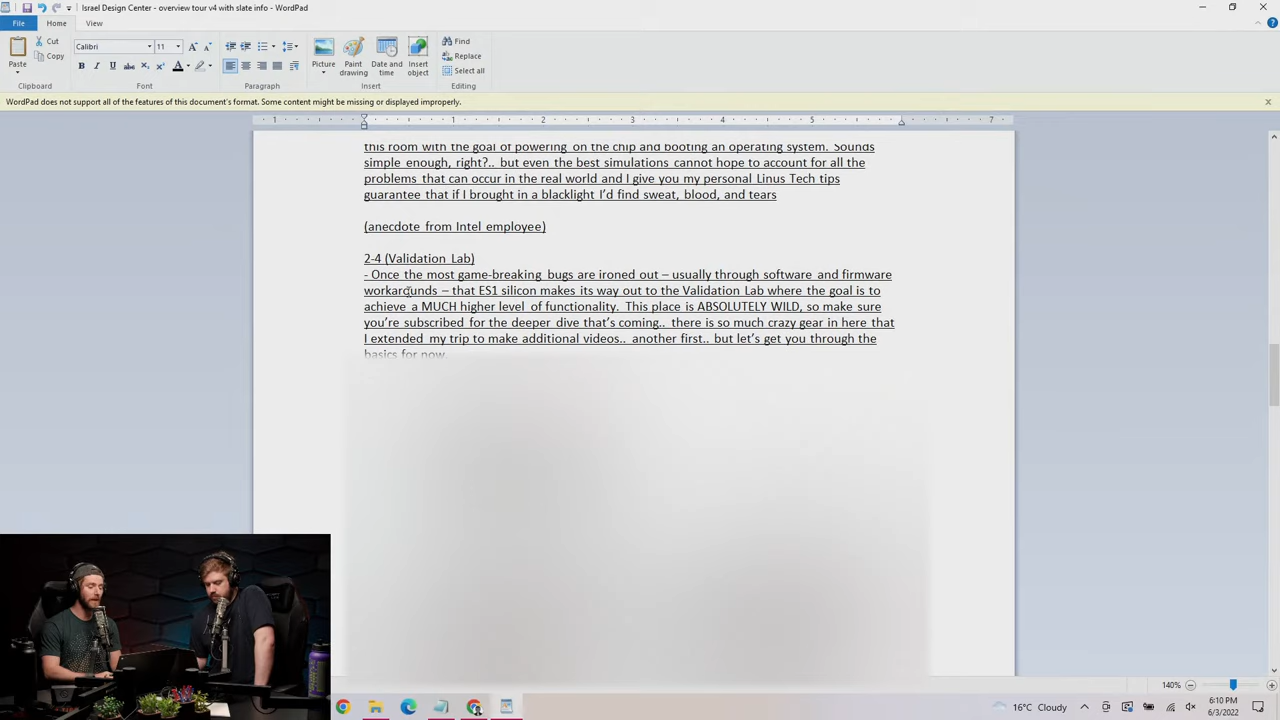 Israel Design Center - overview tour v4 with slate info - WordPad
File
Home
View
Paste
Cut
Copy
Clipboard
Calibri
11
Font
Paragraph
Picture
Paint drawing
Date and time
Insert object
Insert
Find
Replace
Select all
Editing
WordPad does not support all of the features of this document's format. Some content might be missing or displayed improperly.
1 1 2 3 4 5 7
this room with the goal of powering on the chip and booting an operating system. Sounds
simple enough, right?.. but even the best simulations cannot hope to account for all the
problems that can occur in the real world and I give you my personal Linus Tech tips
guarantee that if I brought in a blacklight I'd find sweat, blood, and tears
(anecdote from Intel employee)
2-4 (Validation Lab)
- Once the most game-breaking bugs are ironed out – usually through software and firmware
workarounds – that ES1 silicon makes its way out to the Validation Lab where the goal is to
achieve a MUCH higher level of functionality. This place is ABSOLUTELY WILD, so make sure
you're subscribed for the deeper dive that's coming.. there is so much crazy gear in here that
I extended my trip to make additional videos.. another first.. but let's get you through the
basics for now.
140%
16°C Cloudy
6:10 PM
6/3/2022